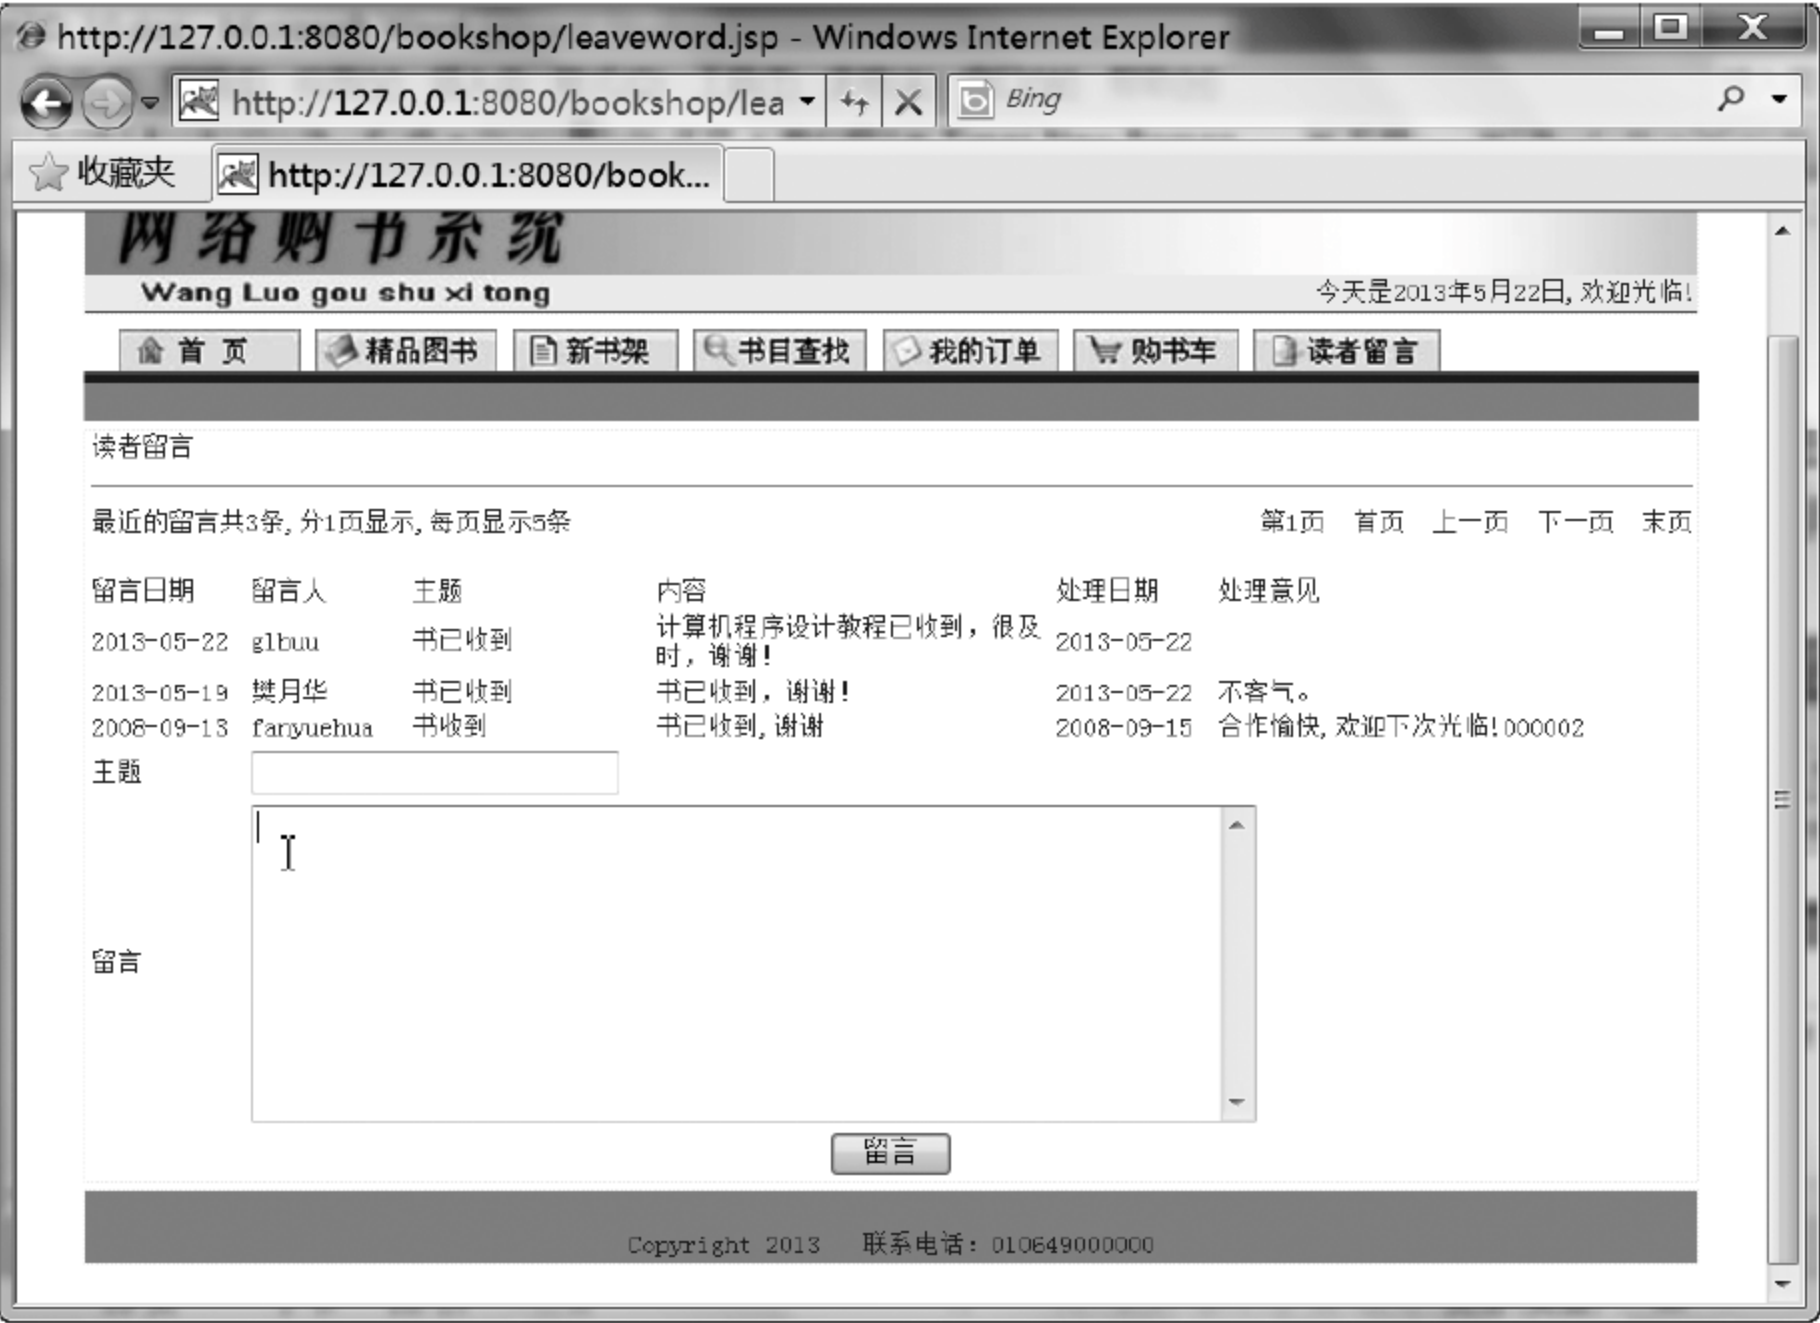 http://127.0.0.1:8080/bookshop/leaveword.jsp - Windows Internet Explorer
http://127.0.0.1:8080/bookshop/lea
Bing
收藏夹
http://127.0.0.1:8080/book...
网络购书系统
Wang Luo gou shu xi tong
今天是2013年5月22日,欢迎光临!
首 页 精品图书 新书架 书目查找 我的订单 购书车 读者留言
读者留言
最近的留言共3条,分1页显示,每页显示5条 第1页 首页 上一页 下一页 末页
留言日期 留言人 主题 内容 处理日期 处理意见
2013-05-22 glbuu 书已收到 计算机程序设计教程已收到，很及时，谢谢！ 2013-05-22
2013-05-19 樊月华 书已收到 书已收到，谢谢！ 2013-05-22 不客气。
2008-09-13 fanyuehua 书收到 书已收到,谢谢 2008-09-15 合作愉快,欢迎下次光临!000002
主题
留言
留言
Copyright 2013 联系电话：010649000000